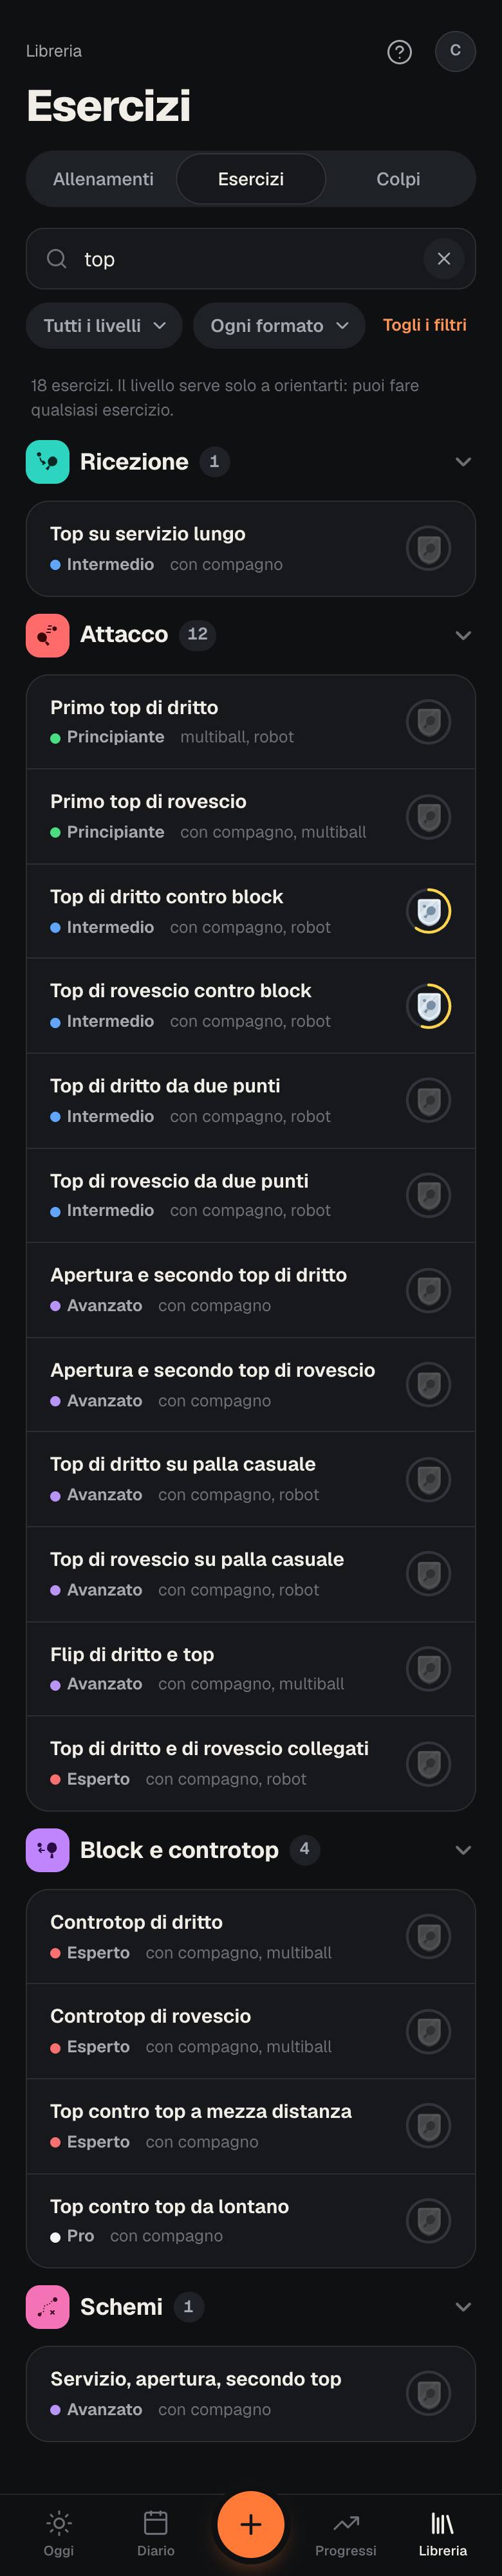 Libreria
C
Esercizi
Allenamenti Esercizi Colpi
top
Tutti i livelli Ogni formato Togli i filtri
18 esercizi. Il livello serve solo a orientarti: puoi fare
qualsiasi esercizio.
Ricezione 1
Top su servizio lungo
Intermedio con compagno
Attacco 12
Primo top di dritto
Principiante multiball, robot
Primo top di rovescio
Principiante con compagno, multiball
Top di dritto contro block
Intermedio con compagno, robot
Top di rovescio contro block
Intermedio con compagno, robot
Top di dritto da due punti
Intermedio con compagno, robot
Top di rovescio da due punti
Intermedio con compagno, robot
Apertura e secondo top di dritto
Avanzato con compagno
Apertura e secondo top di rovescio
Avanzato con compagno
Top di dritto su palla casuale
Avanzato con compagno, robot
Top di rovescio su palla casuale
Avanzato con compagno, robot
Flip di dritto e top
Avanzato con compagno, multiball
Top di dritto e di rovescio collegati
Esperto con compagno, robot
Block e controtop 4
Controtop di dritto
Esperto con compagno, multiball
Controtop di rovescio
Esperto con compagno, multiball
Top contro top a mezza distanza
Esperto con compagno
Top contro top da lontano
Pro con compagno
Schemi 1
Servizio, apertura, secondo top
Avanzato con compagno
Oggi Diario Progressi Libreria